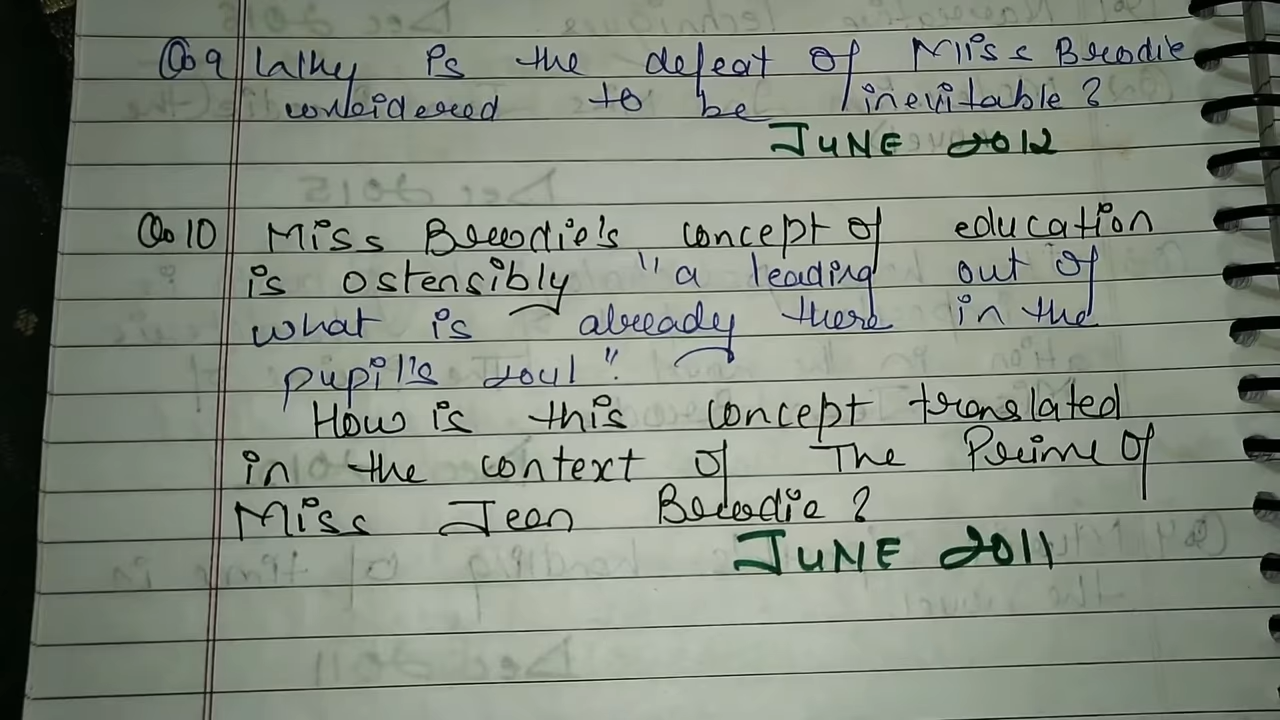 Q.9 Why is the defeat of Miss Brodie
considered to be inevitable?
JUNE 2012
Q.10 Miss Brodie's concept of education
is ostensibly "a leading out of
what is already there in the
pupil's soul".
How is this concept translated
in the context of The Prime Of
Miss Jean Brodie?
JUNE 2011